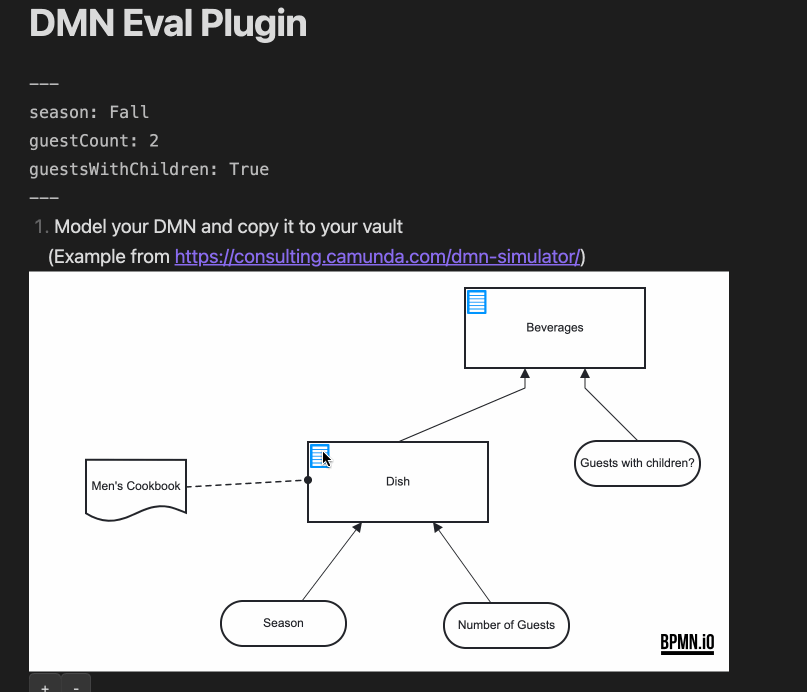 DMN Eval Plugin
---
season: Fall
guestCount: 2
guestsWithChildren: True
---
1. Model your DMN and copy it to your vault
(Example from https://consulting.camunda.com/dmn-simulator/)
Beverages
Guests with children?
Men's Cookbook
Dish
Season
Number of Guests
BPMN.iO
+ -